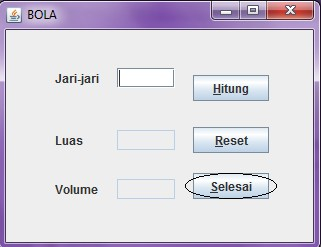 BOLA
Jari-jari
Hitung
Luas
Reset
Volume
Selesai